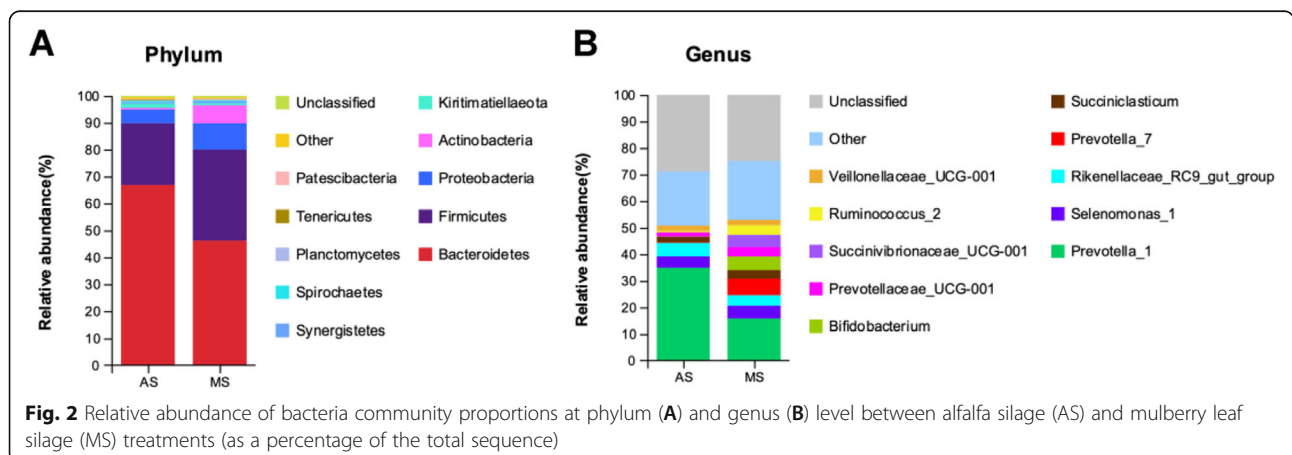 A
Phylum
Relative abundance(%)
100
90
80
70
60
50
40
30
20
10
0
AS
MS
Unclassified
Other
Patescibacteria
Tenericutes
Planctomycetes
Spirochaetes
Synergistetes
Kiritimatiellaeota
Actinobacteria
Proteobacteria
Firmicutes
Bacteroidetes
B
Genus
Relative abundance(%)
100
90
80
70
60
50
40
30
20
10
0
AS
MS
Unclassified
Other
Veillonellaceae_UCG-001
Ruminococcus_2
Succinivibrionaceae_UCG-001
Prevotellaceae_UCG-001
Bifidobacterium
Succiniclasticum
Prevotella_7
Rikenellaceae_RC9_gut_group
Selenomonas_1
Prevotella_1
Fig. 2 Relative abundance of bacteria community proportions at phylum (A) and genus (B) level between alfalfa silage (AS) and mulberry leaf
silage (MS) treatments (as a percentage of the total sequence)